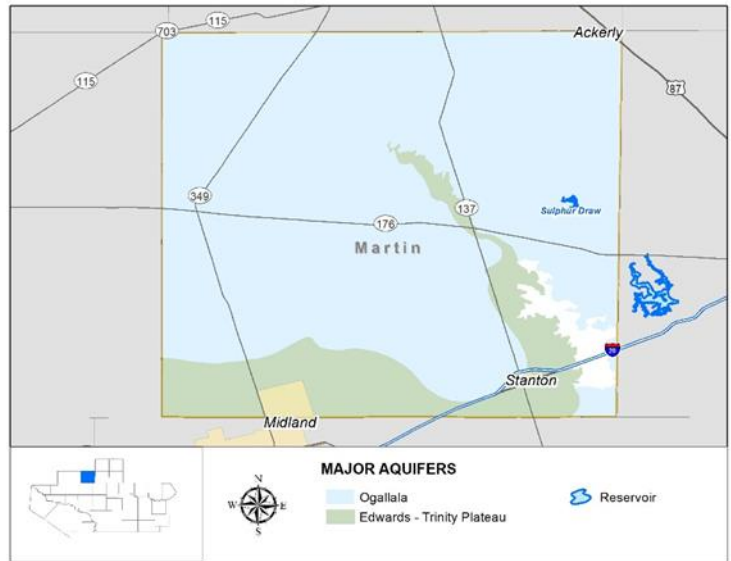 115
703
Ackerly
115
87
349
Sulphur Draw
137
176
Martin
20
Stanton
Midland
MAJOR AQUIFERS
N
W E
S
Ogallala
Reservoir
Edwards - Trinity Plateau